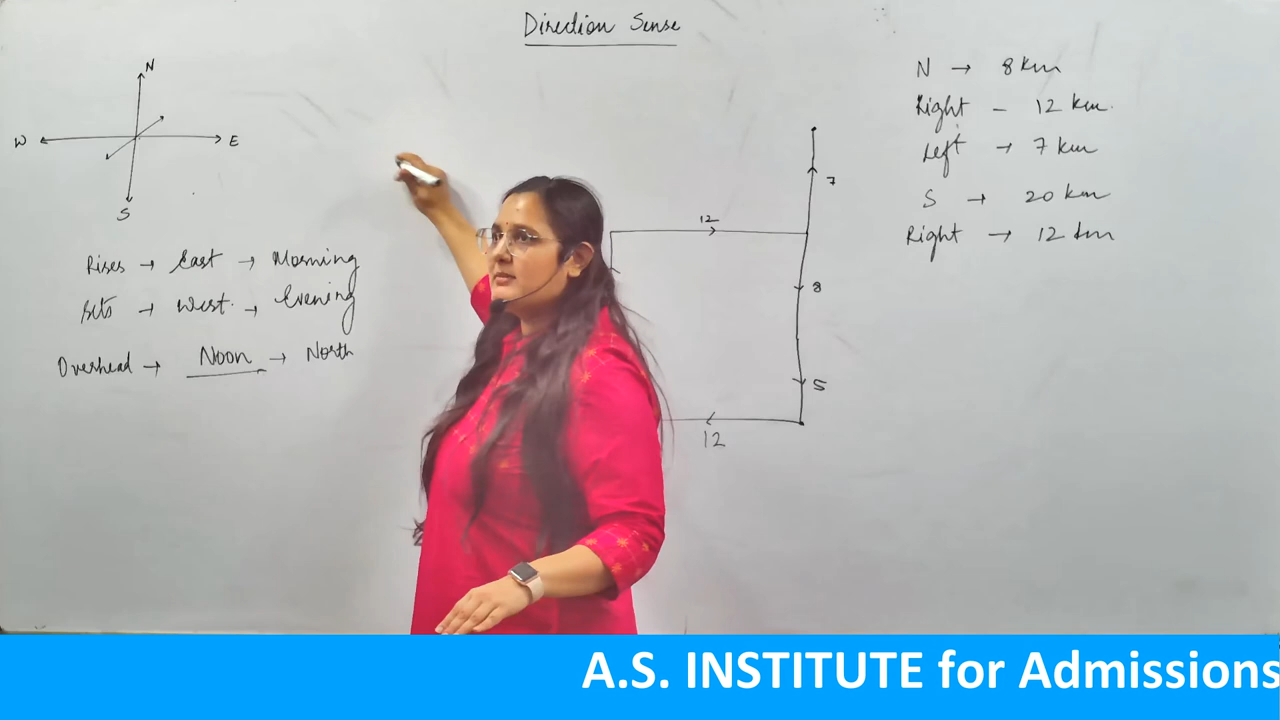 Direction Sense
N
W
E
S
Rises → East → Morning
Sets → West → Evening
Overhead → Noon → North
12
7
8
5
12
N → 8 km
Right - 12 km.
Left → 7 km
S → 20 km
Right → 12 km
A.S. INSTITUTE for Admissions